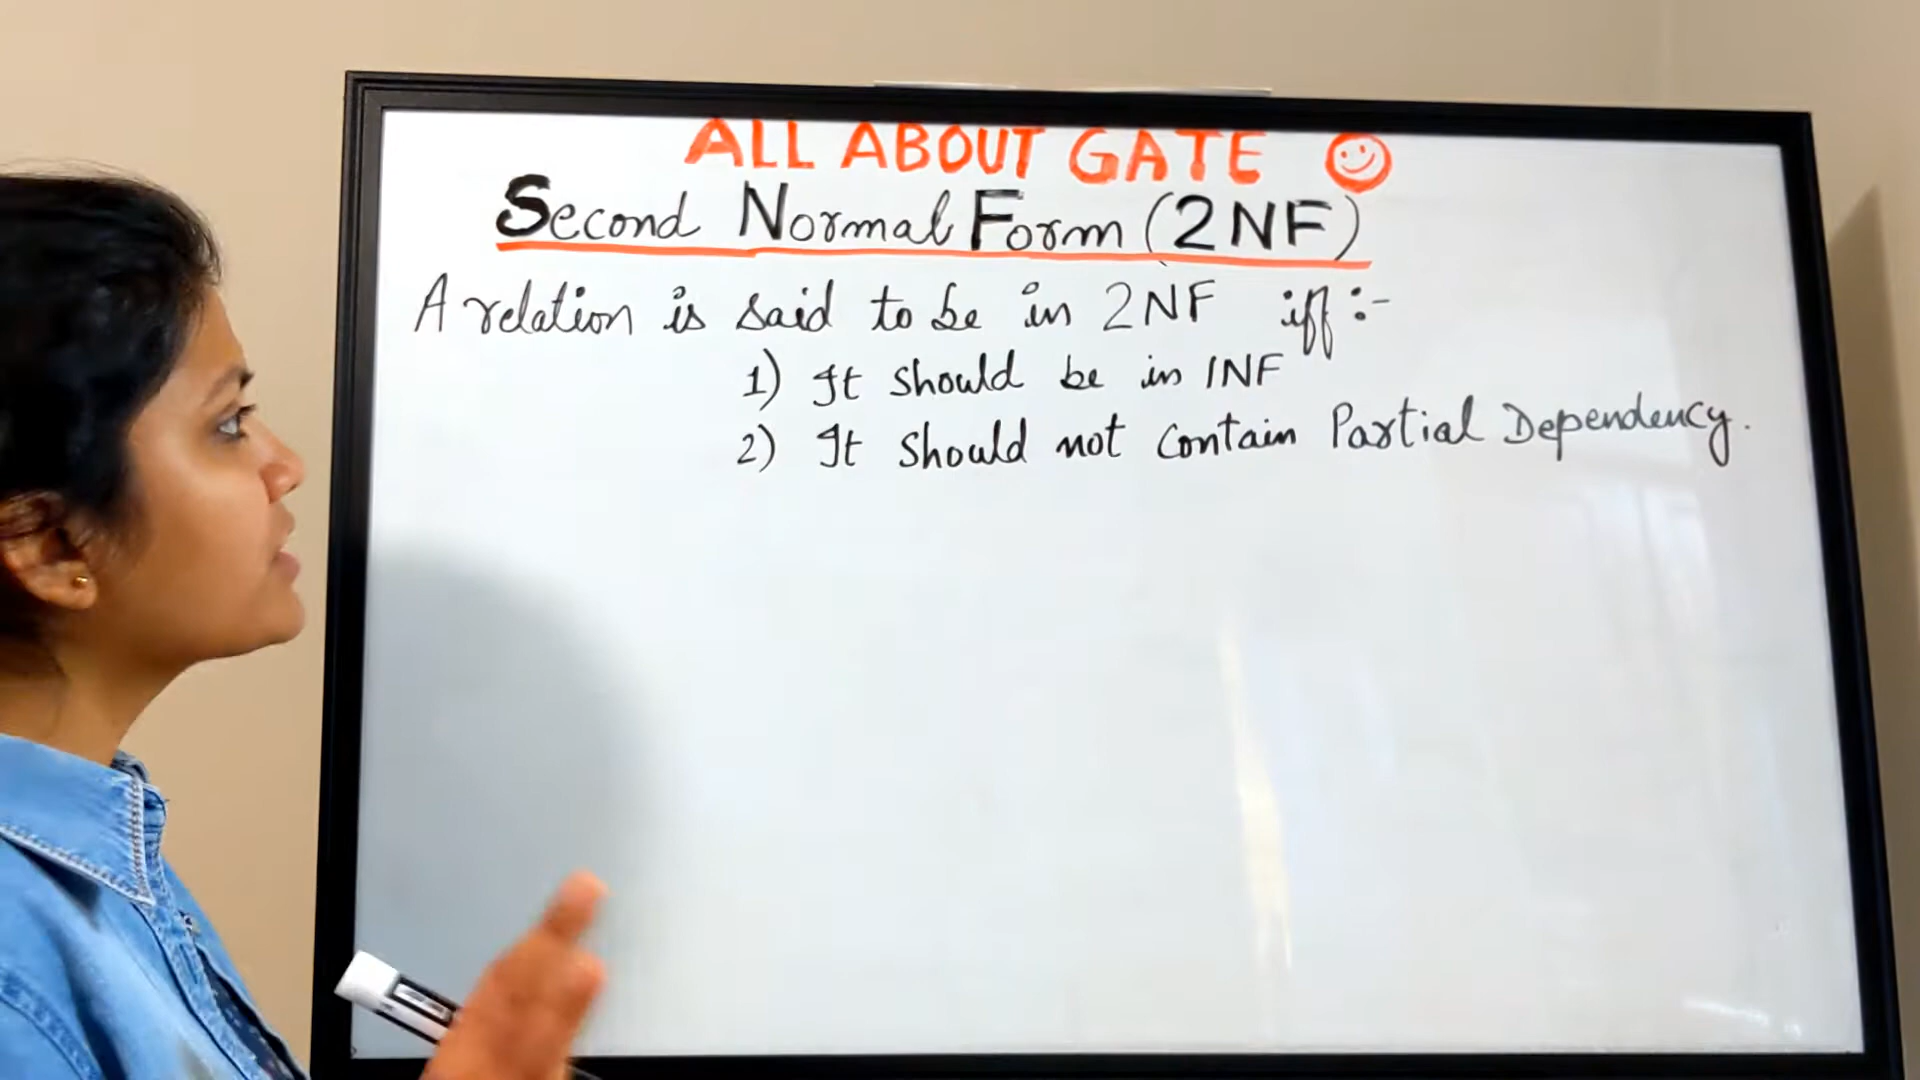 ALL ABOUT GATE
Second Normal Form (2NF)
A relation is said to be in 2NF iff :-
1) It should be in 1NF
2) It should not contain Partial Dependency.